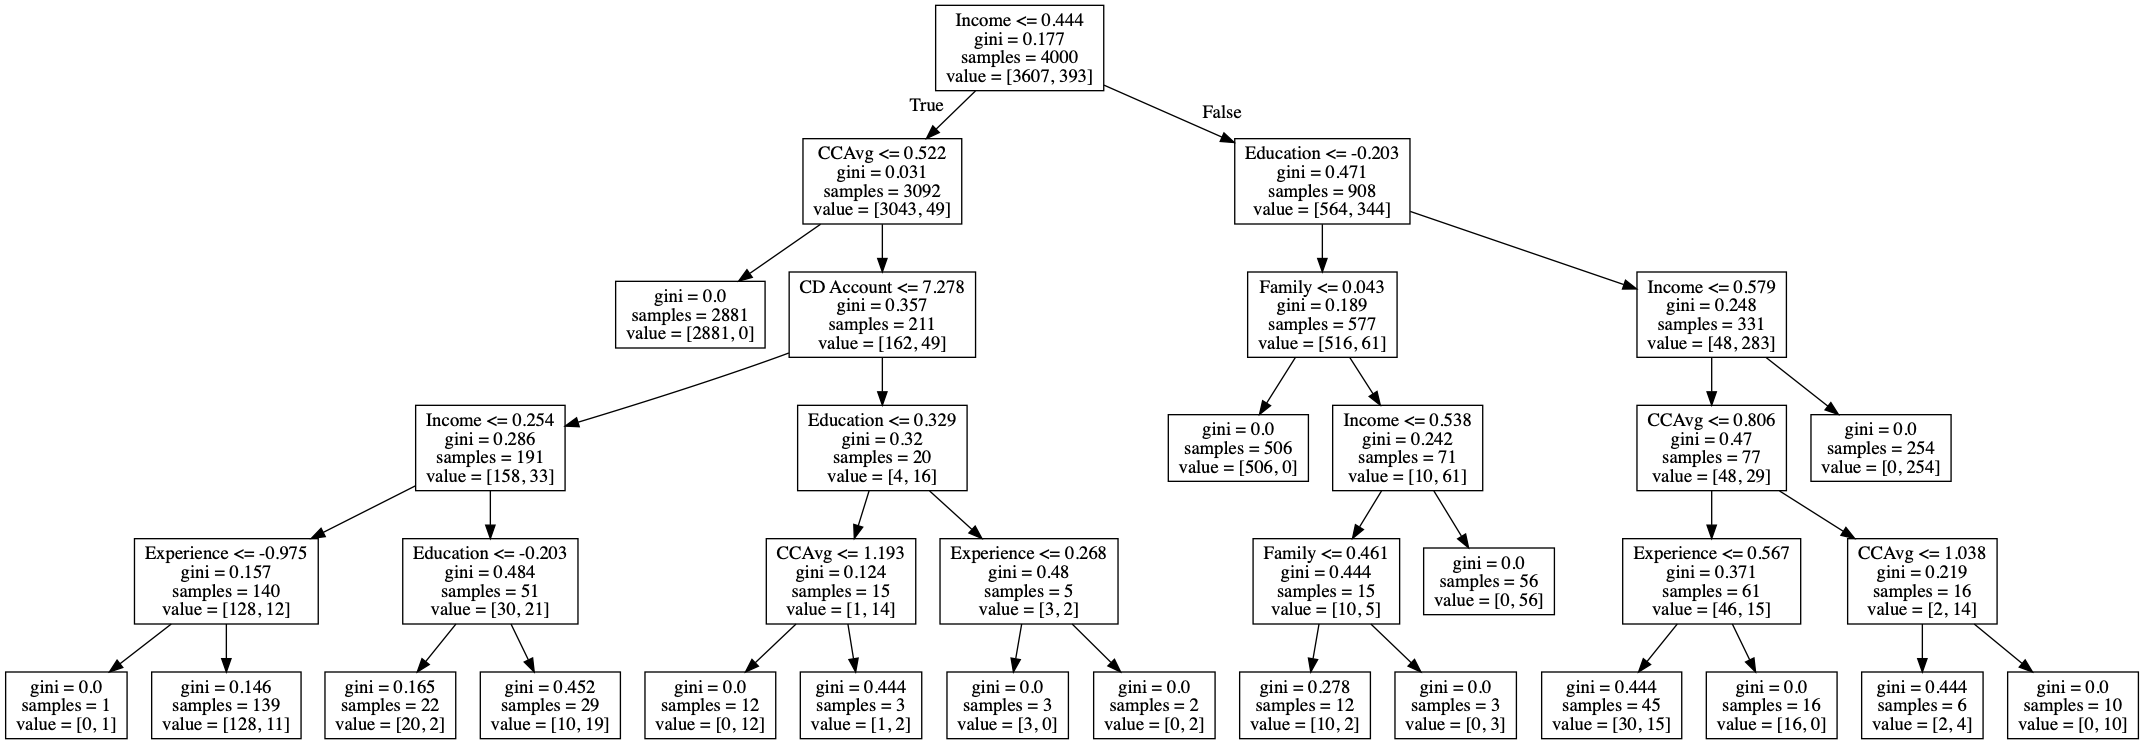 Income <= 0.444
gini = 0.177
samples = 4000
value = [3607, 393]
True
False
CCAvg <= 0.522
gini = 0.031
samples = 3092
value = [3043, 49]
Education <= -0.203
gini = 0.471
samples = 908
value = [564, 344]
gini = 0.0
samples = 2881
value = [2881, 0]
CD Account <= 7.278
gini = 0.357
samples = 211
value = [162, 49]
Family <= 0.043
gini = 0.189
samples = 577
value = [516, 61]
Income <= 0.579
gini = 0.248
samples = 331
value = [48, 283]
Income <= 0.254
gini = 0.286
samples = 191
value = [158, 33]
Education <= 0.329
gini = 0.32
samples = 20
value = [4, 16]
gini = 0.0
samples = 506
value = [506, 0]
Income <= 0.538
gini = 0.242
samples = 71
value = [10, 61]
CCAvg <= 0.806
gini = 0.47
samples = 77
value = [48, 29]
gini = 0.0
samples = 254
value = [0, 254]
Experience <= -0.975
gini = 0.157
samples = 140
value = [128, 12]
Education <= -0.203
gini = 0.484
samples = 51
value = [30, 21]
CCAvg <= 1.193
gini = 0.124
samples = 15
value = [1, 14]
Experience <= 0.268
gini = 0.48
samples = 5
value = [3, 2]
Family <= 0.461
gini = 0.444
samples = 15
value = [10, 5]
gini = 0.0
samples = 56
value = [0, 56]
Experience <= 0.567
gini = 0.371
samples = 61
value = [46, 15]
CCAvg <= 1.038
gini = 0.219
samples = 16
value = [2, 14]
gini = 0.0
samples = 1
value = [0, 1]
gini = 0.146
samples = 139
value = [128, 11]
gini = 0.165
samples = 22
value = [20, 2]
gini = 0.452
samples = 29
value = [10, 19]
gini = 0.0
samples = 12
value = [0, 12]
gini = 0.444
samples = 3
value = [1, 2]
gini = 0.0
samples = 3
value = [3, 0]
gini = 0.0
samples = 2
value = [0, 2]
gini = 0.278
samples = 12
value = [10, 2]
gini = 0.0
samples = 3
value = [0, 3]
gini = 0.444
samples = 45
value = [30, 15]
gini = 0.0
samples = 16
value = [16, 0]
gini = 0.444
samples = 6
value = [2, 4]
gini = 0.0
samples = 10
value = [0, 10]